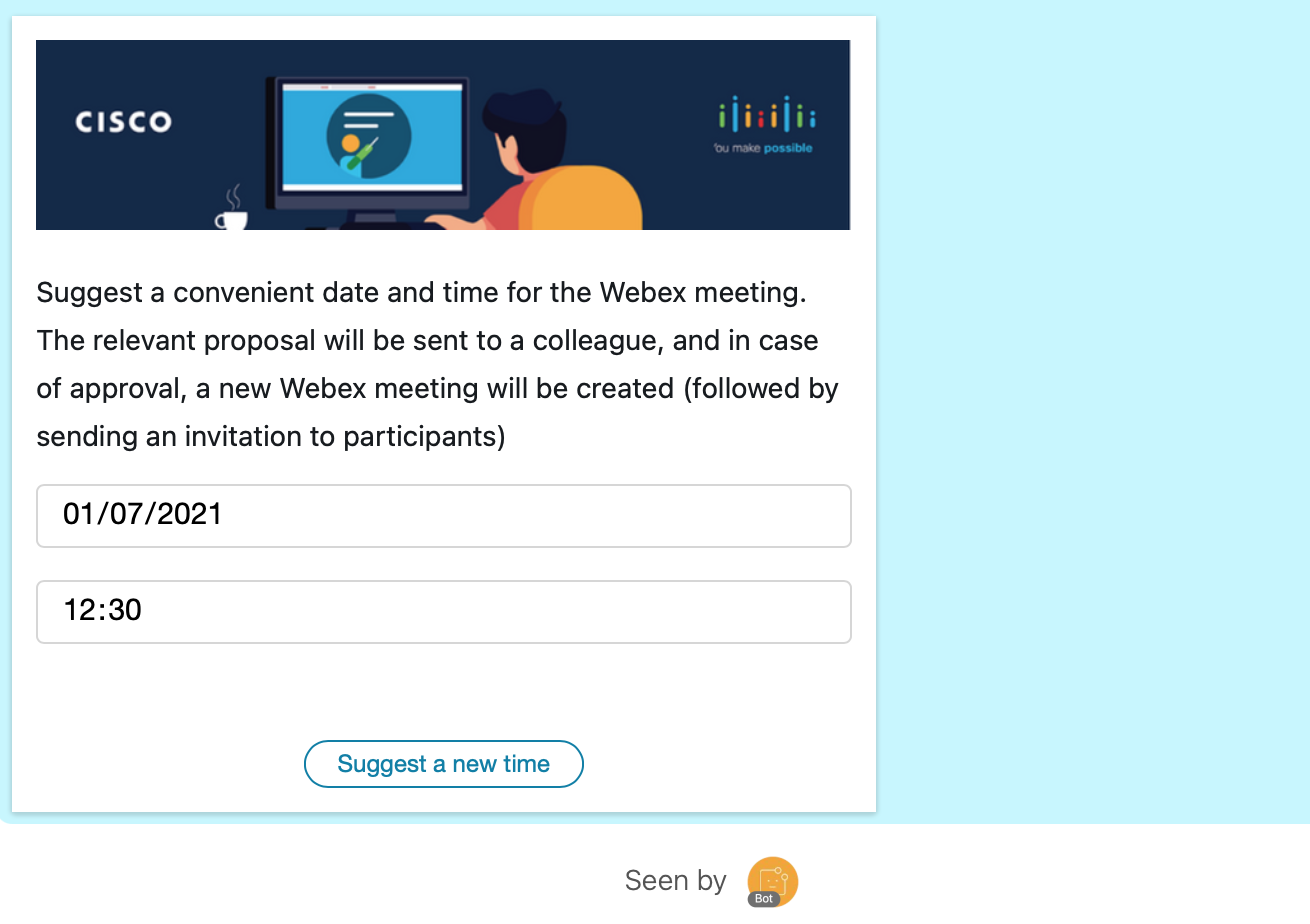 CISCO
'ou make possible
Suggest a convenient date and time for the Webex meeting.
The relevant proposal will be sent to a colleague, and in case
of approval, a new Webex meeting will be created (followed by
sending an invitation to participants)
01/07/2021
12:30
Suggest a new time
Seen by
Bot